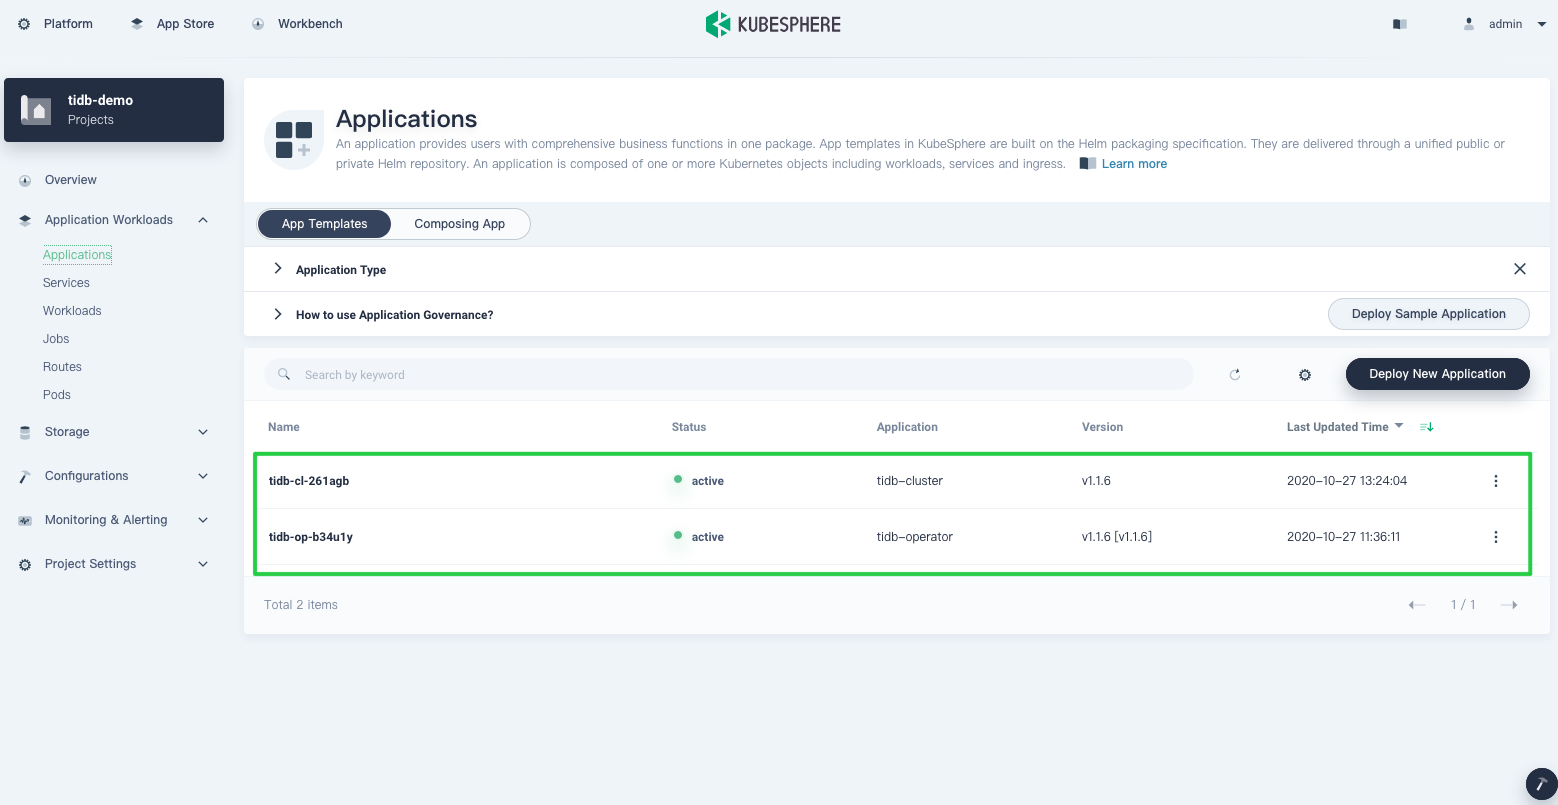 Platform
App Store
Workbench
KUBESPHERE
admin
tidb-demo
Projects
Overview
Application Workloads
Applications
Services
Workloads
Jobs
Routes
Pods
Storage
Configurations
Monitoring & Alerting
Project Settings
Applications
An application provides users with comprehensive business functions in one package. App templates in KubeSphere are built on the Helm packaging specification. They are delivered through a unified public or
private Helm repository. An application is composed of one or more Kubernetes objects including workloads, services and ingress. Learn more
App Templates Composing App
Application Type
How to use Application Governance? Deploy Sample Application
Search by keyword Deploy New Application
Name Status Application Version Last Updated Time
tidb-cl-261agb active tidb-cluster v1.1.6 2020-10-27 13:24:04
tidb-op-b34u1y active tidb-operator v1.1.6 [v1.1.6] 2020-10-27 11:36:11
Total 2 items 1 / 1